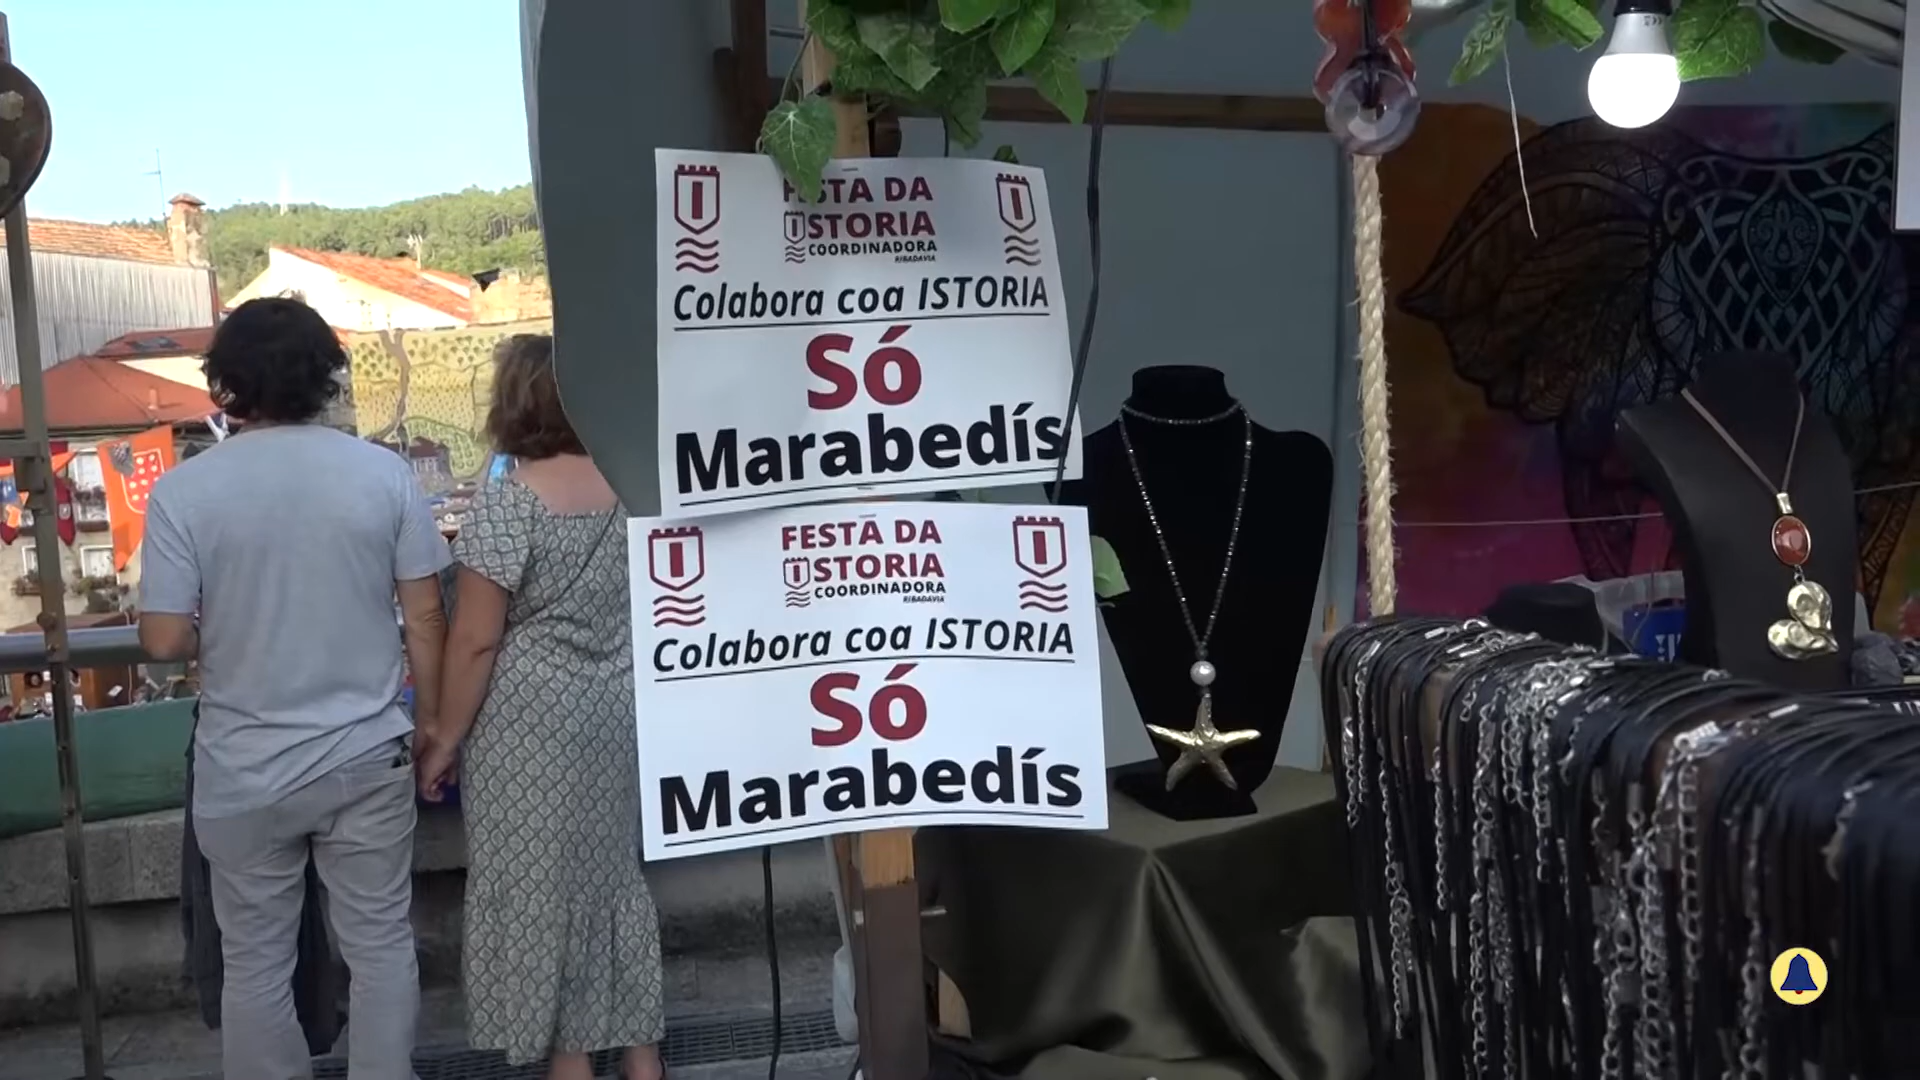 FESTA DA
ISTORIA
COORDINADORA
RIBADAVIA
Colabora coa ISTORIA
Só
Marabedís
FESTA DA
ISTORIA
COORDINADORA
RIBADAVIA
Colabora coa ISTORIA
Só
Marabedís